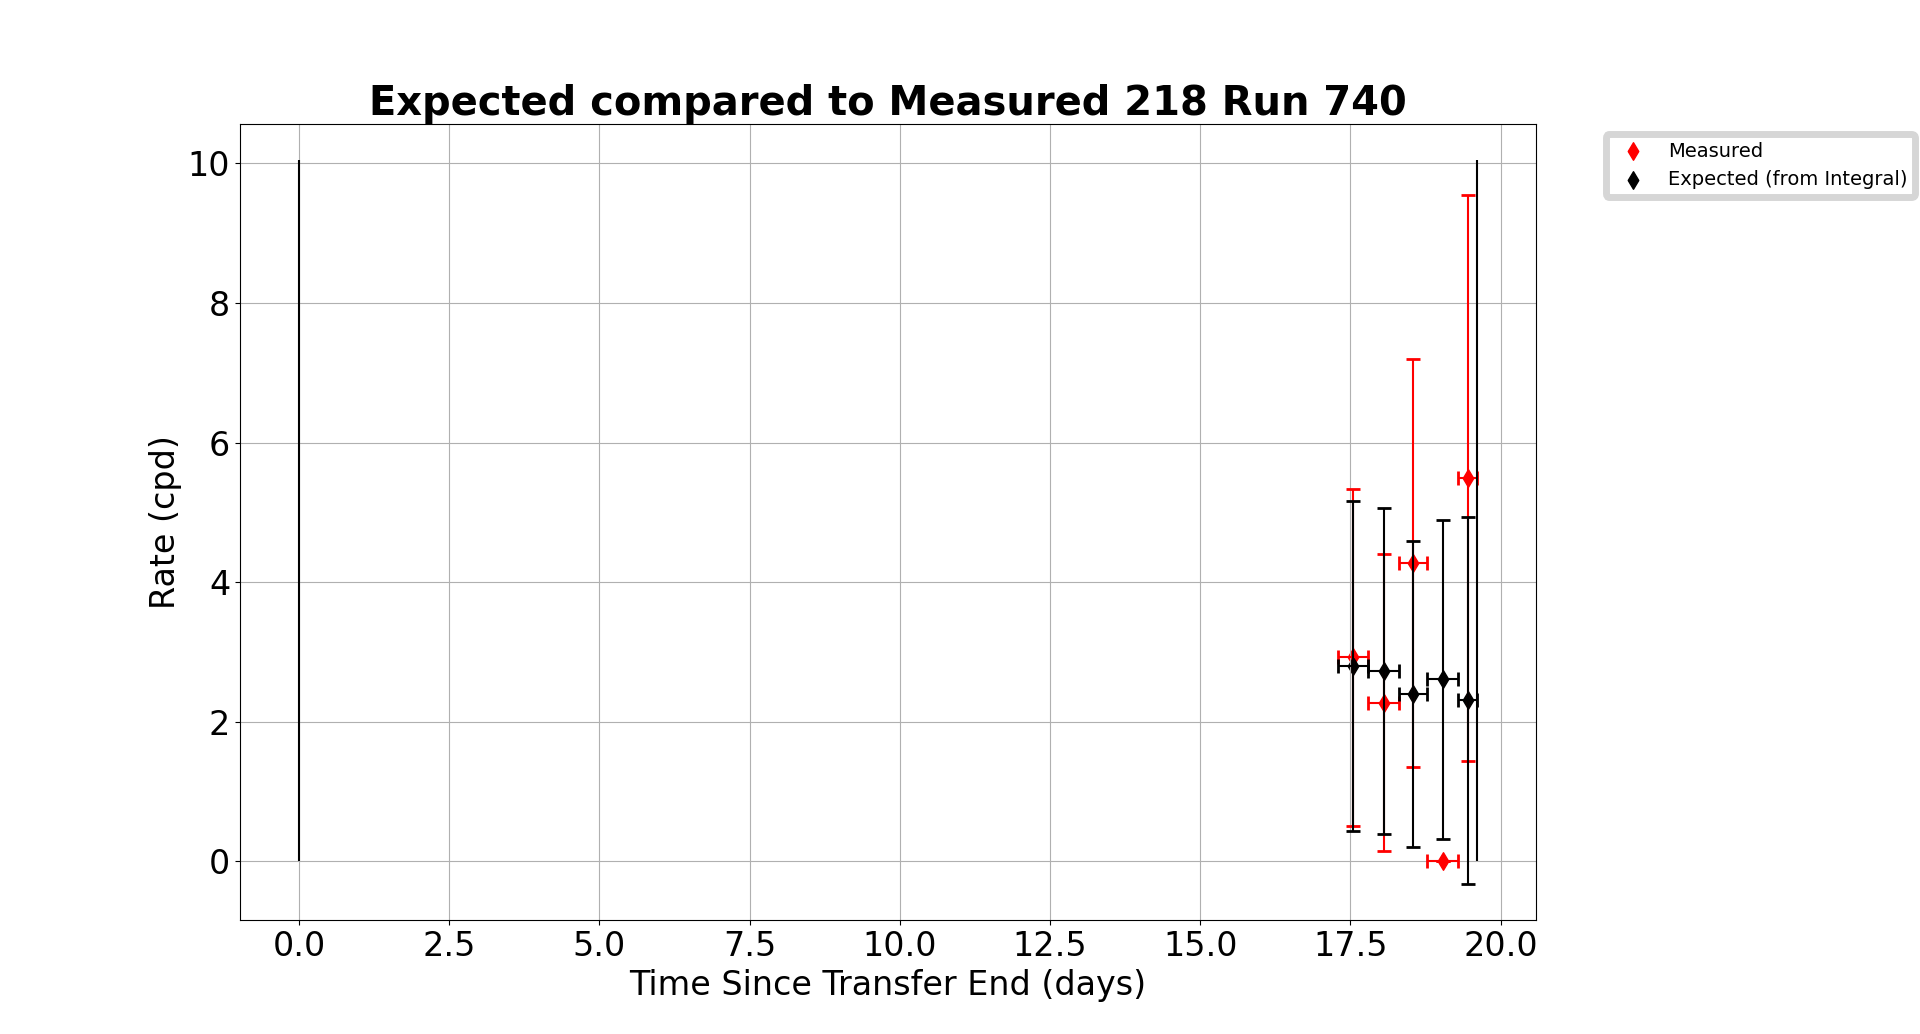 Expected compared to Measured 218 Run 740
Measured
Expected (from Integral)
Rate (cpd)
10
8
6
4
2
0
0.0 2.5 5.0 7.5 10.0 12.5 15.0 17.5 20.0
Time Since Transfer End (days)